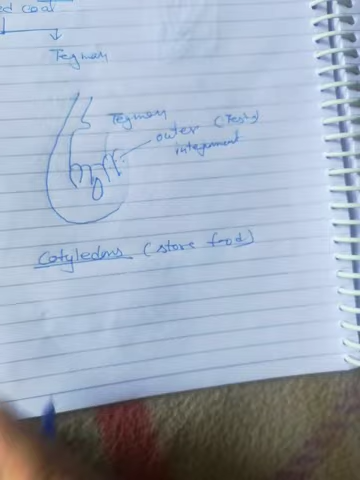 ed coat
Tegmen
Tegmen
outer (Testa)
integument
Cotyledons (store food)